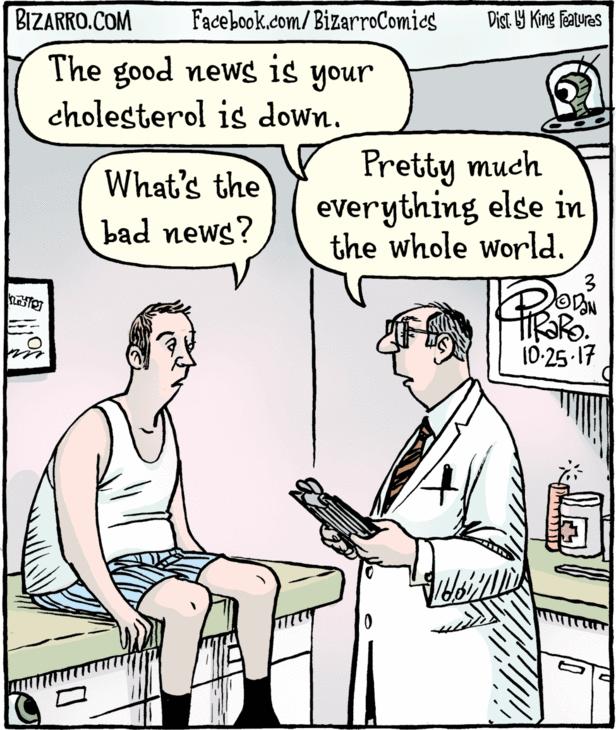 BIZARRO.COM
Facebook.com/BizarroComics
Dist. by King Features
The good news is your
cholesterol is down.
What's the
bad news?
Pretty much
everything else in
the whole world.
3
©Dan
Piraro.
10·25·17